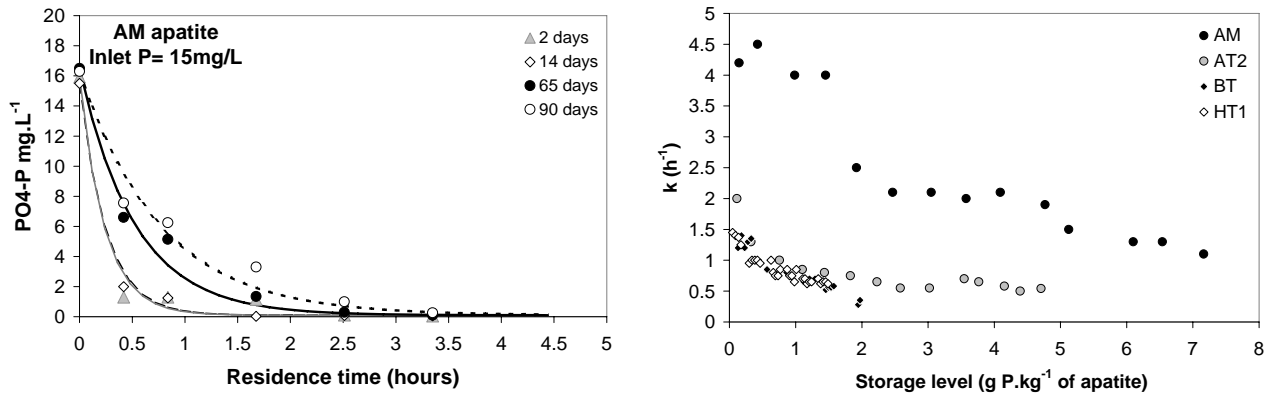 AM apatite
Inlet P= 15mg/L
2 days
14 days
65 days
90 days
PO4-P mg.L-1
18
16
14
12
10
8
6
4
2
0
0 0.5 1 1.5 2 2.5 3 3.5 4 4.5 5
Residence time (hours)
AM
AT2
BT
HT1
k (h-1)
5
4.5
4
3.5
3
2.5
2
1.5
1
0.5
0
0 1 2 3 4 5 6 7 8
Storage level (g P.kg-1 of apatite)